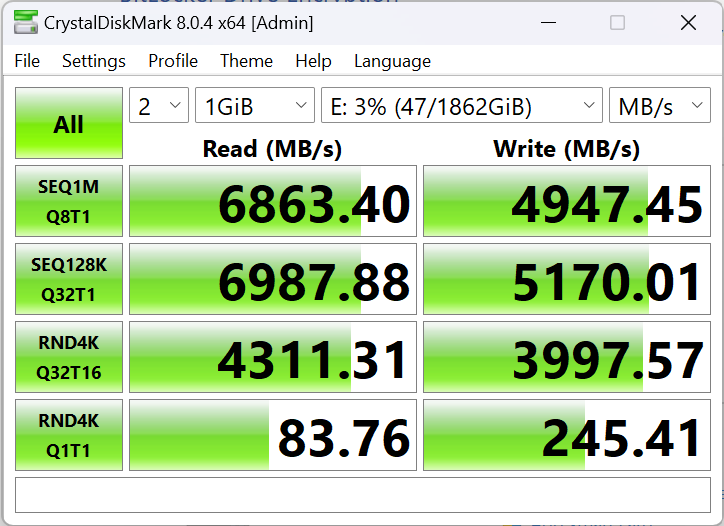 CrystalDiskMark 8.0.4 x64 [Admin]
File Settings Profile Theme Help Language
All 2 1GiB E: 3% (47/1862GiB) MB/s
Read (MB/s) Write (MB/s)
SEQ1M
Q8T1
6863.40 4947.45
SEQ128K
Q32T1
6987.88 5170.01
RND4K
Q32T16
4311.31 3997.57
RND4K
Q1T1
83.76 245.41